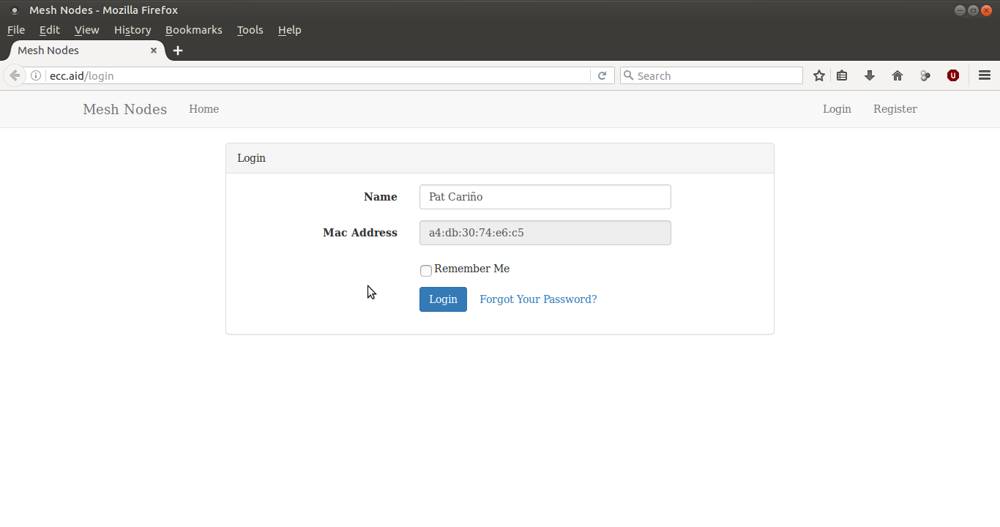 Mesh Nodes - Mozilla Firefox
File Edit View History Bookmarks Tools Help
Mesh Nodes
ecc.aid/login Search
Mesh Nodes Home Login Register
Login
Name Pat Cariño
Mac Address a4:db:30:74:e6:c5
Remember Me
Login Forgot Your Password?